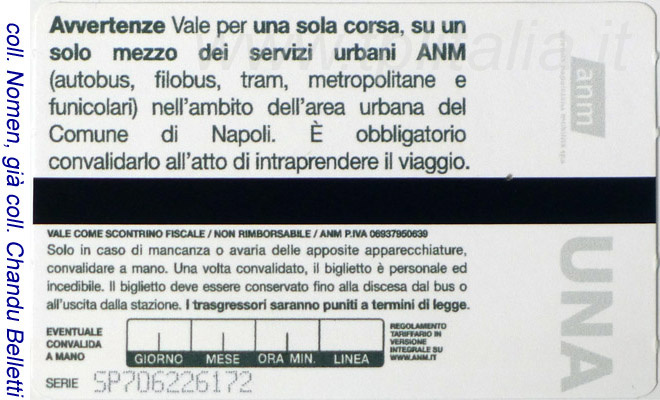 Avvertenze Vale per una sola corsa, su un
solo mezzo dei servizi urbani ANM
(autobus, filobus, tram, metropolitane e
funicolari) nell'ambito dell'area urbana del
Comune di Napoli. È obbligatorio
convalidarlo all'atto di intraprendere il viaggio.
anm
VALE COME SCONTRINO FISCALE / NON RIMBORSABILE / ANM P.IVA 06937950639
Solo in caso di mancanza o avaria delle apposite apparecchiature,
convalidare a mano. Una volta convalidato, il biglietto è personale ed
incedibile. Il biglietto deve essere conservato fino alla discesa dal bus o
all'uscita dalla stazione. I trasgressori saranno puniti a termini di legge.
UNA
EVENTUALE
CONVALIDA
A MANO
GIORNO MESE ORA MIN. LINEA
REGOLAMENTO
TARIFFARIO IN
VERSIONE
INTEGRALE SU
WWW.ANM.IT
SERIE SP706226172
coll. Nomen, già coll. Chandu Belletti